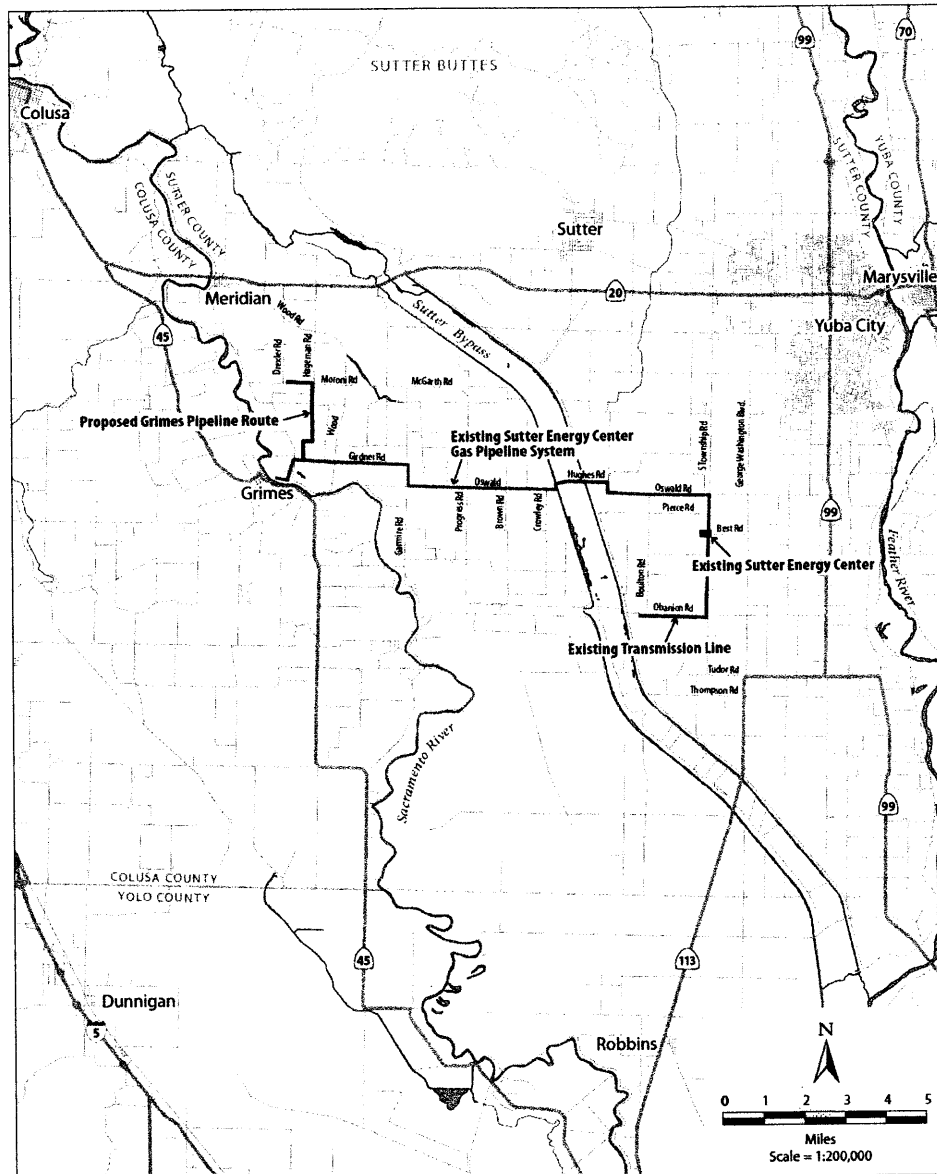 99
70
SUTTER BUTTES
Colusa
YUBA COUNTY
SUTTER COUNTY
SUTTER COUNTY
COLUSA COUNTY
Sutter
Marysville
Meridian
20
Yuba City
Wood Rd
Sutter Bypass
45
Drexler Rd
Hageman Rd
Moroni Rd
McGarth Rd
Proposed Grimes Pipeline Route
Wood
Existing Sutter Energy Center
Gas Pipeline System
S Township Rd
George Washington Blvd.
Girdner Rd
Hughes Rd
Grimes
Oswald
Oswald Rd
Progress Rd
Brown Rd
Crowley Rd
Pierce Rd
99
Garmire Rd
Best Rd
Existing Sutter Energy Center
Feather River
Boulton Rd
Obanion Rd
Existing Transmission Line
Tudor Rd
Thompson Rd
Sacramento River
99
COLUSA COUNTY
YOLO COUNTY
45
113
Dunnigan
5
Robbins
N
0 1 2 3 4 5
Miles
Scale = 1:200,000